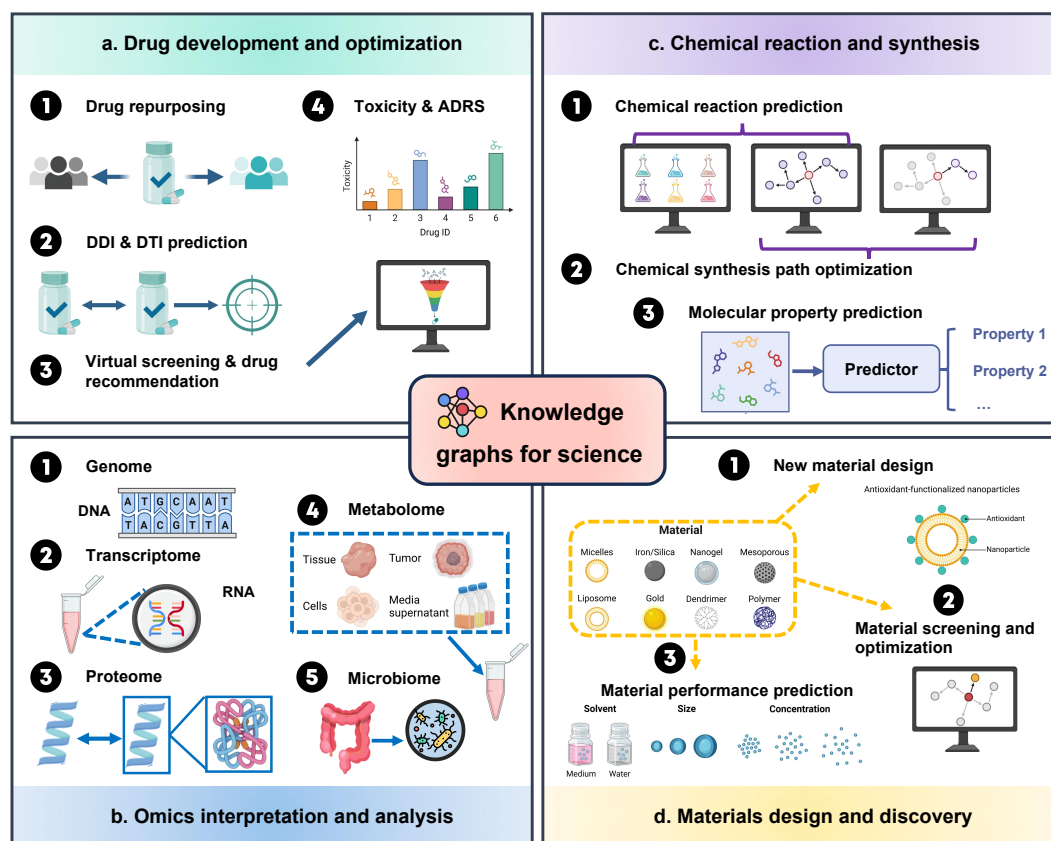 a. Drug development and optimization
1
Drug repurposing
4
Toxicity & ADRS
Toxicity
1 2 3 4 5 6
Drug ID
2
DDI & DTI prediction
3
Virtual screening & drug
recommendation
c. Chemical reaction and synthesis
1
Chemical reaction prediction
2
Chemical synthesis path optimization
3
Molecular property prediction
Predictor
Property 1
Property 2
...
Knowledge
graphs for science
1
Genome
DNA
A T G C A A T
T A C G T T A
2
Transcriptome
RNA
3
Proteome
4
Metabolome
Tissue
Tumor
Cells
Media
supernatant
5
Microbiome
b. Omics interpretation and analysis
1
New material design
Antioxidant-functionalized nanoparticles
Antioxidant
Nanoparticle
Material
Micelles Iron/Silica Nanogel Mesoporous
Liposome Gold Dendrimer Polymer
2
Material screening and
optimization
3
Material performance prediction
Solvent Size Concentration
Medium Water
d. Materials design and discovery